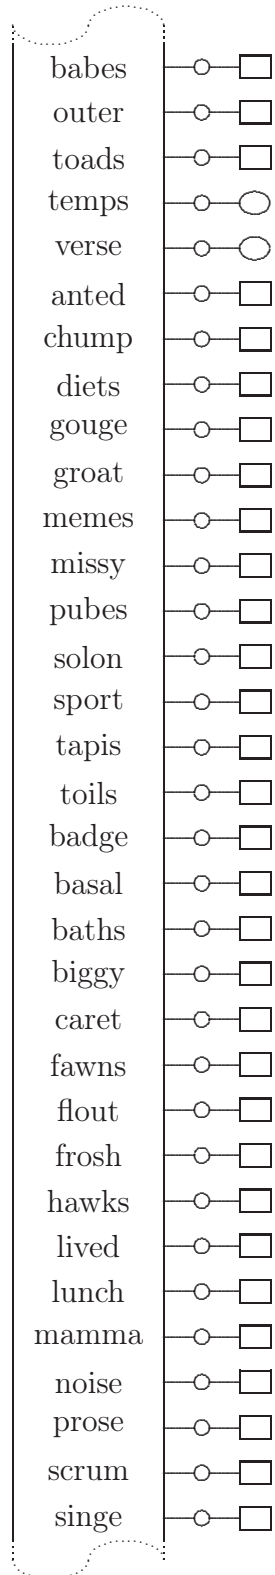 babes
outer
toads
temps
verse
anted
chump
diets
gouge
groat
memes
missy
pubes
solon
sport
tapis
toils
badge
basal
baths
biggy
caret
fawns
flout
frosh
hawks
lived
lunch
mamma
noise
prose
scrum
singe